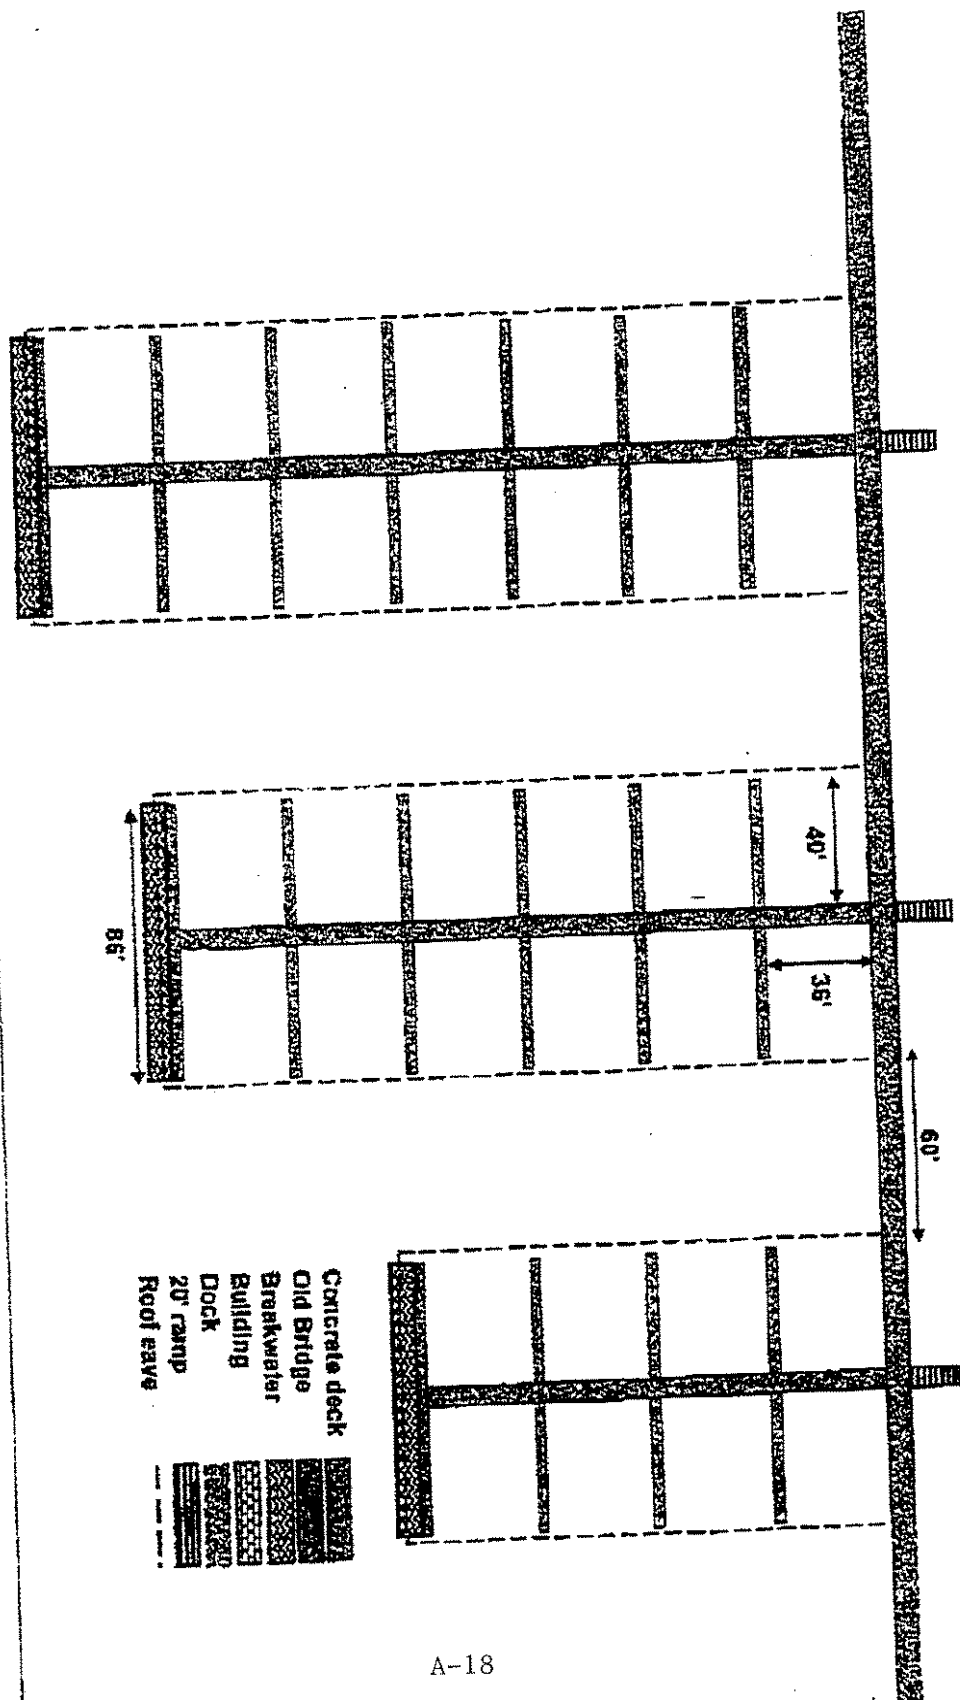 40'
36'
60'
86'
Concrete deck
Old Bridge
Breakwater
Building
Dock
20' ramp
Roof eave
A-18